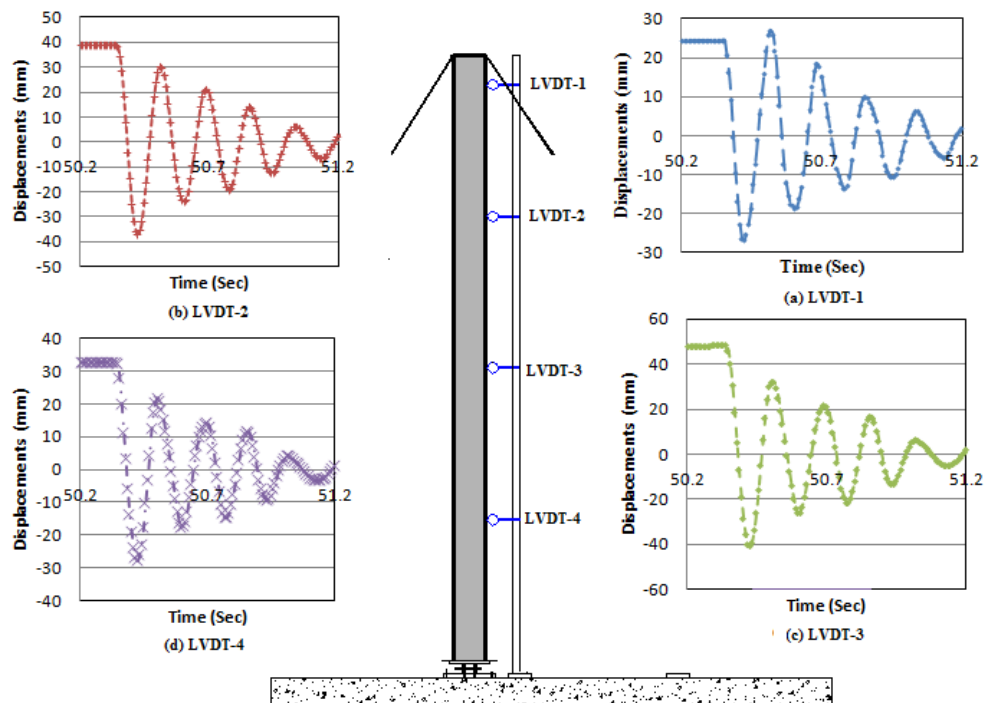 50
40
30
20
10
0
-10
-20
-30
-40
-50
50.2
50.7
51.2
Displacements (mm)
Time (Sec)
(b) LVDT-2
LVDT-1
LVDT-2
LVDT-3
LVDT-4
30
20
10
0
-10
-20
30
50.2
50.7
51.2
Displacements (mm)
Time (Sec)
(a) LVDT-1
40
30
20
10
0
-10
-20
-30
-40
50.2
50.7
51.2
Displacements (mm)
Time (Sec)
(d) LVDT-4
60
40
20
0
-20
-40
-60
50.2
50.7
51.2
Displacements (mm)
Time (Sec)
(c) LVDT-3